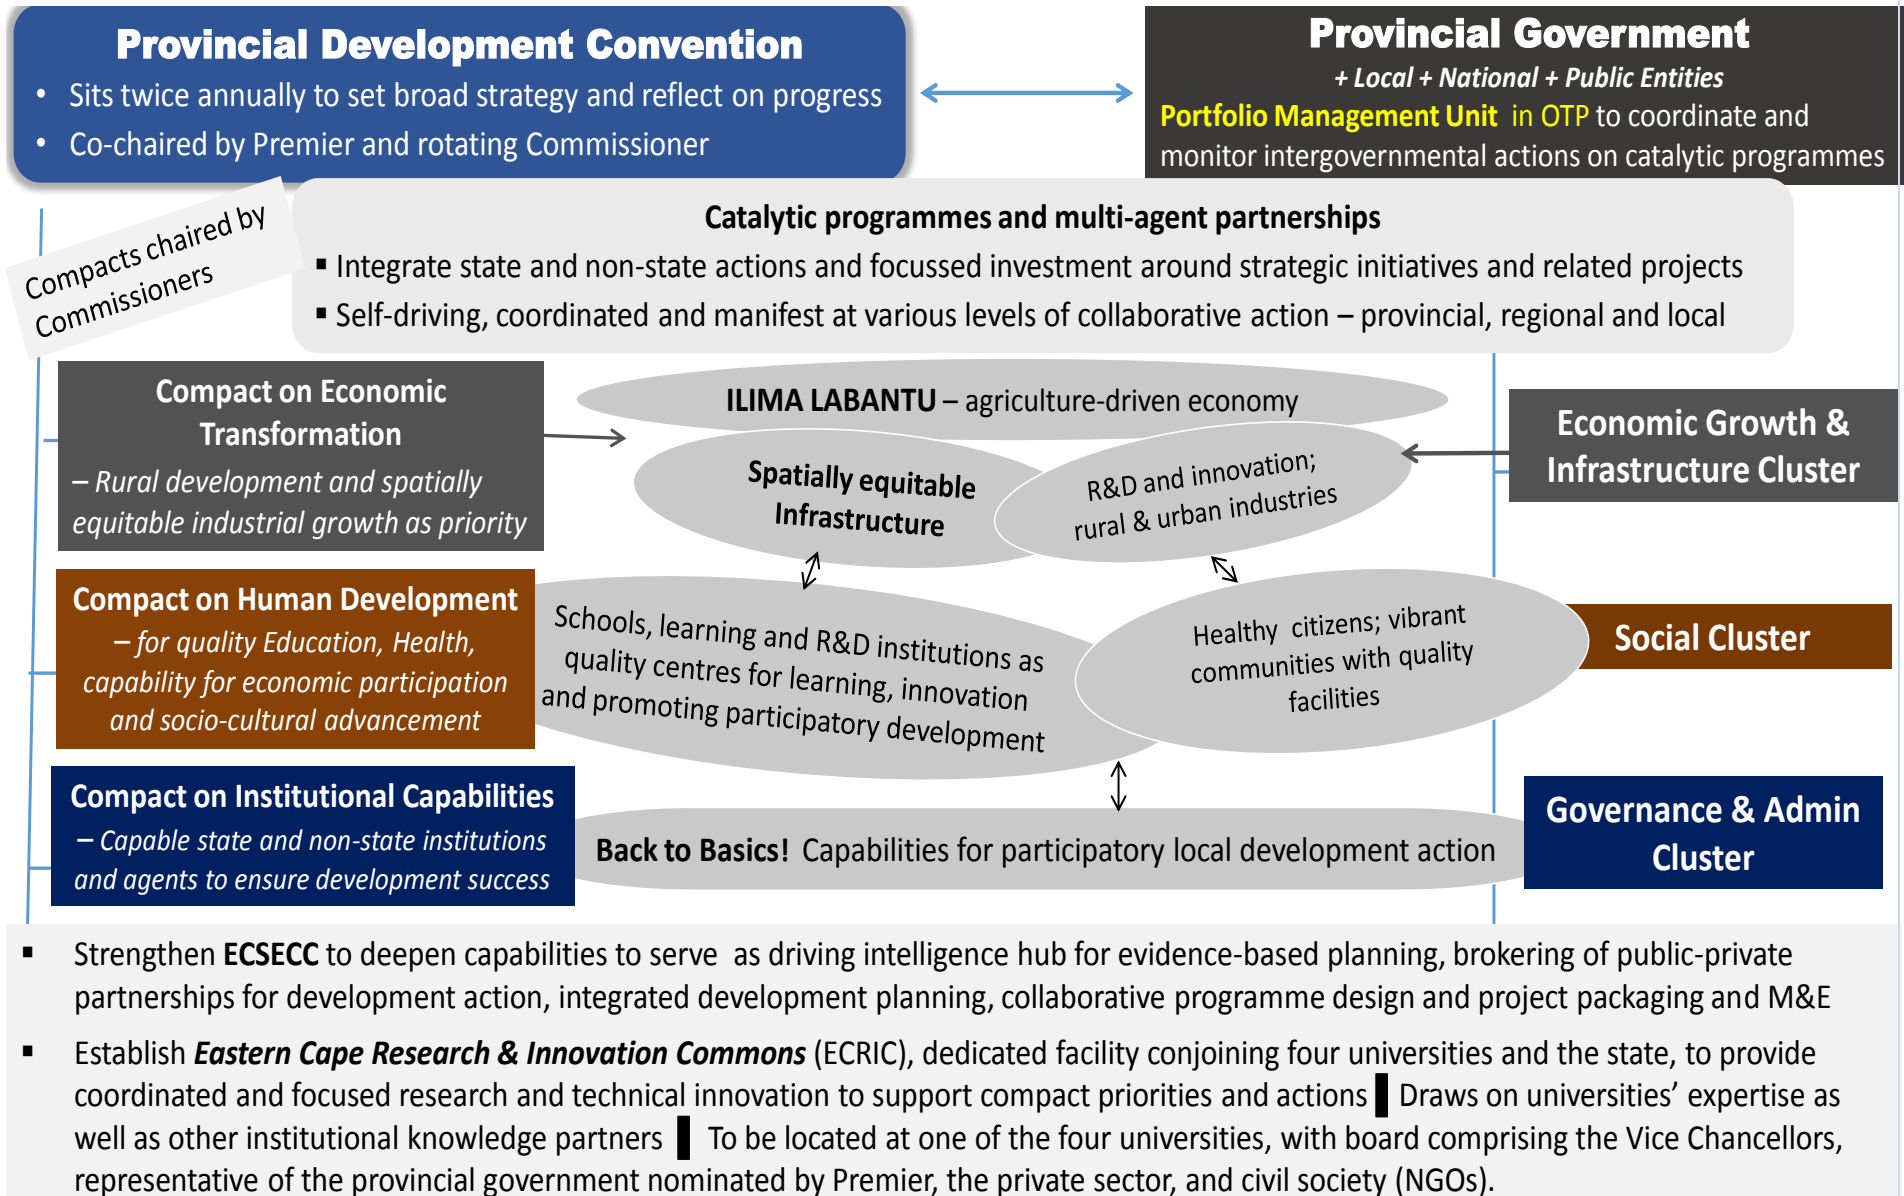 Provincial Development Convention
• Sits twice annually to set broad strategy and reflect on progress
• Co-chaired by Premier and rotating Commissioner
Provincial Government
+ Local + National + Public Entities
Portfolio Management Unit in OTP to coordinate and
monitor intergovernmental actions on catalytic programmes
Compacts chaired by
Commissioners
Catalytic programmes and multi-agent partnerships
▪ Integrate state and non-state actions and focussed investment around strategic initiatives and related projects
▪ Self-driving, coordinated and manifest at various levels of collaborative action – provincial, regional and local
Compact on Economic
Transformation
– Rural development and spatially
equitable industrial growth as priority
ILIMA LABANTU – agriculture-driven economy
Spatially equitable
Infrastructure
R&D and innovation;
rural & urban industries
Economic Growth &
Infrastructure Cluster
Compact on Human Development
– for quality Education, Health,
capability for economic participation
and socio-cultural advancement
Schools, learning and R&D institutions as
quality centres for learning, innovation
and promoting participatory development
Healthy citizens; vibrant
communities with quality
facilities
Social Cluster
Compact on Institutional Capabilities
– Capable state and non-state institutions
and agents to ensure development success
Back to Basics! Capabilities for participatory local development action
Governance & Admin
Cluster
▪ Strengthen ECSECC to deepen capabilities to serve as driving intelligence hub for evidence-based planning, brokering of public-private
partnerships for development action, integrated development planning, collaborative programme design and project packaging and M&E
▪ Establish Eastern Cape Research & Innovation Commons (ECRIC), dedicated facility conjoining four universities and the state, to provide
coordinated and focused research and technical innovation to support compact priorities and actions ▌Draws on universities’ expertise as
well as other institutional knowledge partners ▌ To be located at one of the four universities, with board comprising the Vice Chancellors,
representative of the provincial government nominated by Premier, the private sector, and civil society (NGOs).